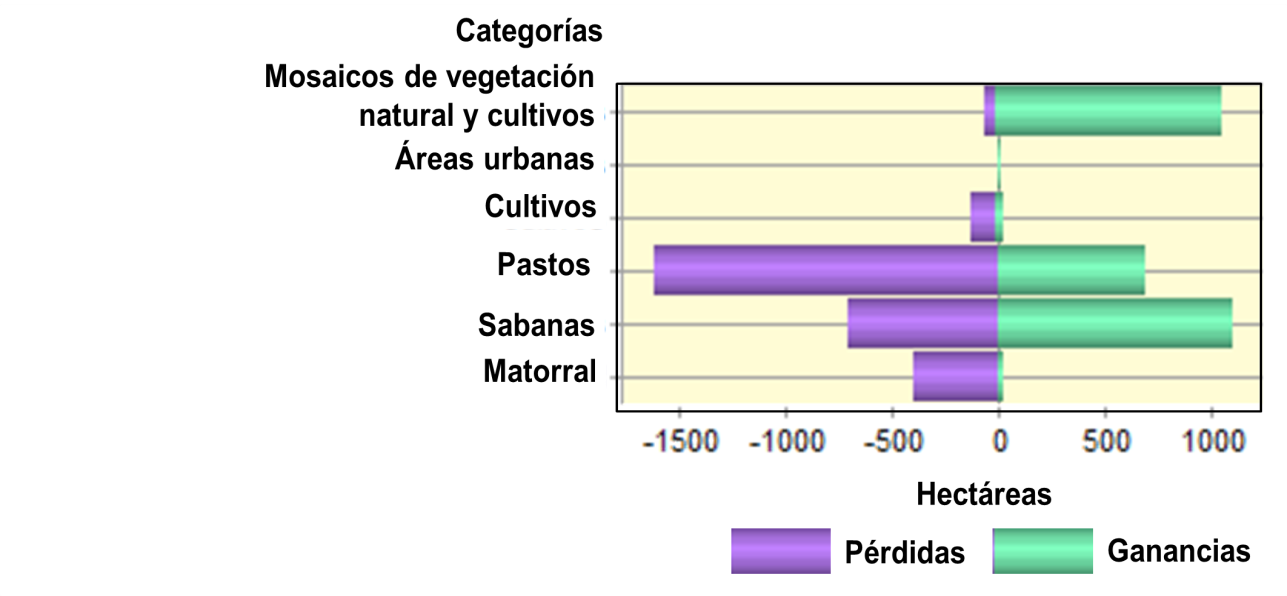 Categorías
Mosaicos de vegetación
natural y cultivos
Áreas urbanas
Cultivos
Pastos
Sabanas
Matorral
-1500 -1000 -500 0 500 1000
Hectáreas
Pérdidas Ganancias